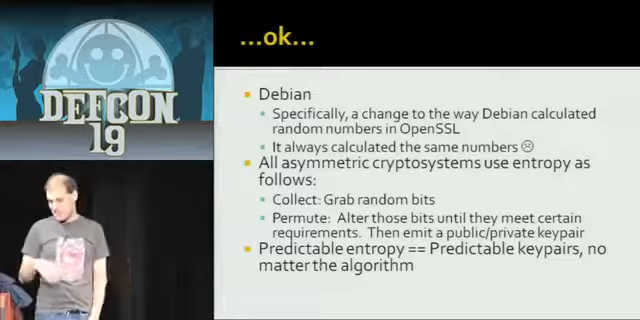 DEFCON
19
...ok...
Debian
Specifically, a change to the way Debian calculated
random numbers in OpenSSL
It always calculated the same numbers ☹
All asymmetric cryptosystems use entropy as
follows:
Collect: Grab random bits
Permute: Alter those bits until they meet certain
requirements. Then emit a public/private keypair
Predictable entropy == Predictable keypairs, no
matter the algorithm